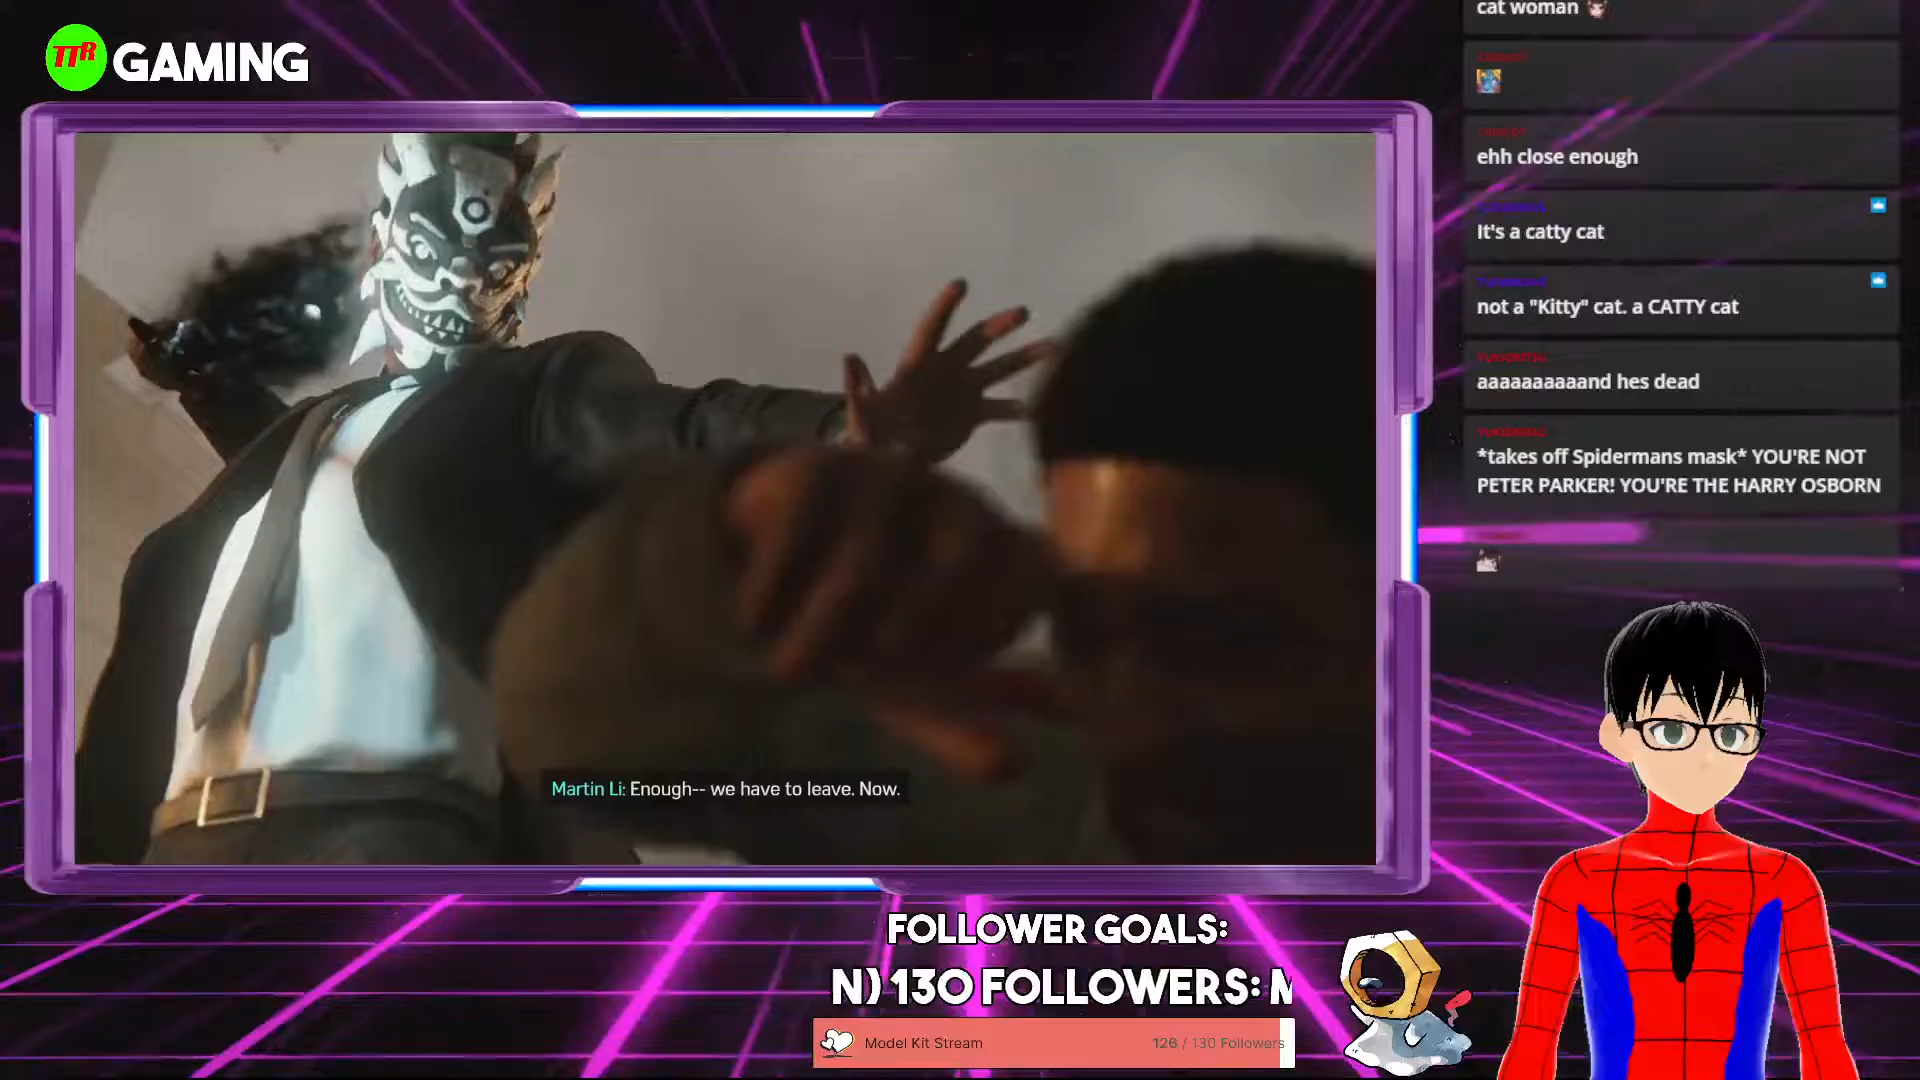 TTR GAMING
cat woman
ehh close enough
It's a catty cat
not a "Kitty" cat. a CATTY cat
aaaaaaaaaand hes dead
*takes off Spidermans mask* YOU'RE NOT
PETER PARKER! YOU'RE THE HARRY OSBORN
Martin Li: Enough-- we have to leave. Now.
FOLLOWER GOALS:
N) 130 FOLLOWERS: M
Model Kit Stream
126 / 130 Followers